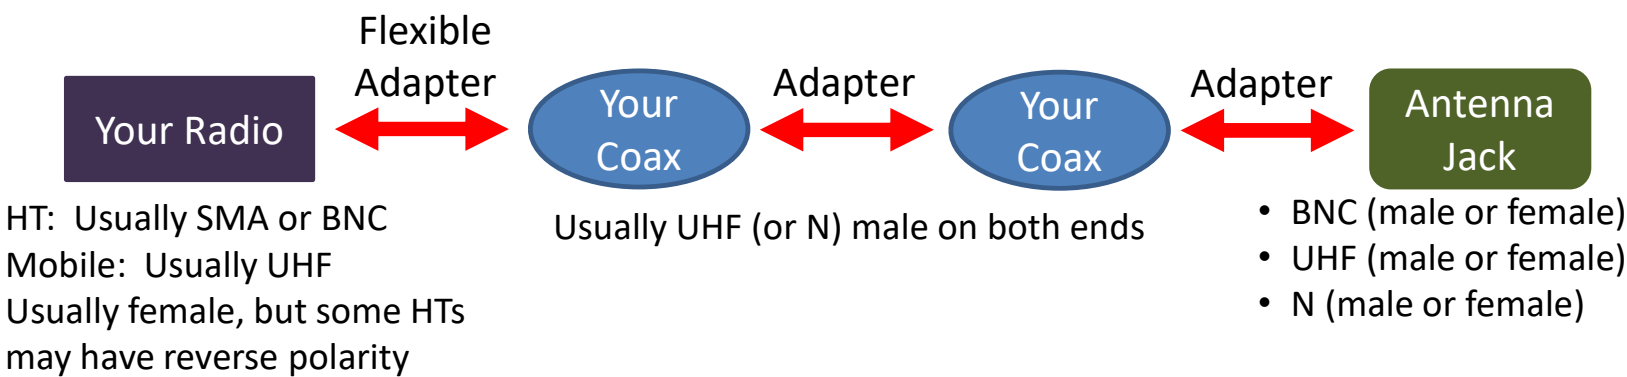 Flexible
Adapter
Adapter
Adapter
Your Radio
Your
Coax
Your
Coax
Antenna
Jack
HT:  Usually SMA or BNC
Mobile:  Usually UHF
Usually female, but some HTs
may have reverse polarity
Usually UHF (or N) male on both ends
• BNC (male or female)
• UHF (male or female)
• N (male or female)